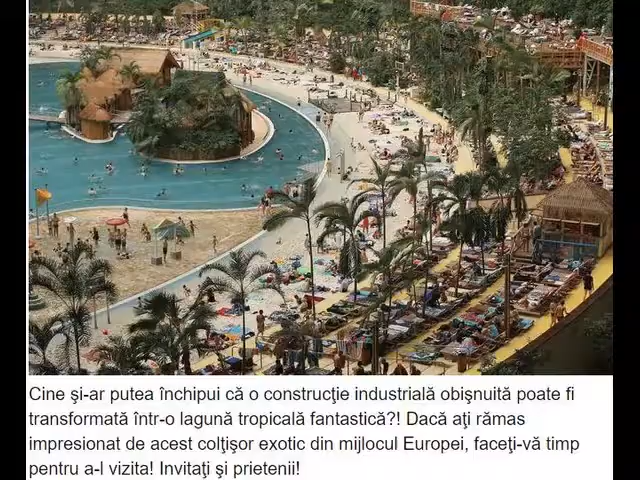 Cine şi-ar putea închipui că o construcţie industrială obişnuită poate fi
transformată într-o lagună tropicală fantastică?! Dacă aţi rămas
impresionat de acest colţişor exotic din mijlocul Europei, faceţi-vă timp
pentru a-l vizita! Invitaţi şi prietenii!